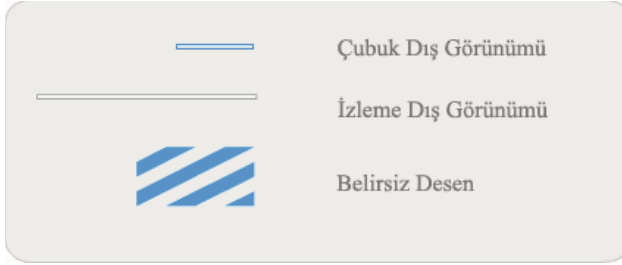 Çubuk Dış Görünümü
İzleme Dış Görünümü
Belirsiz Desen